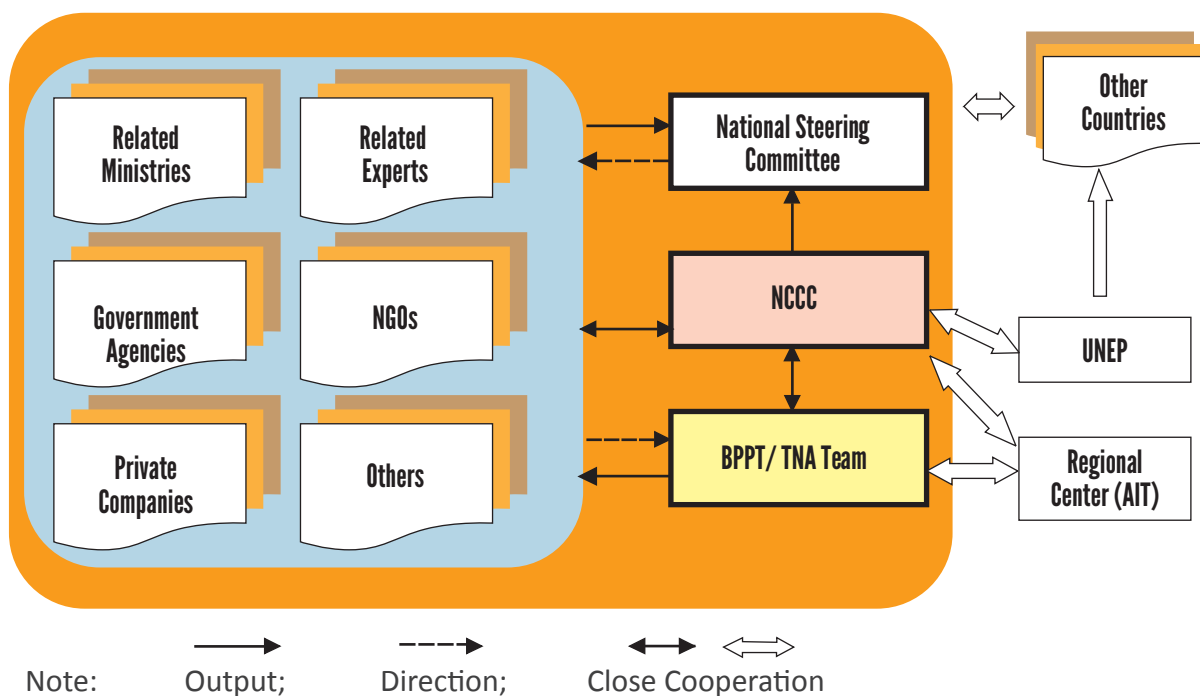 Related
Ministries
Related
Experts
National Steering
Committee
Other
Countries
Government
Agencies
NGOs
NCCC
UNEP
Private
Companies
Others
BPPT/ TNA Team
Regional
Center (AIT)
Note: Output; Direction; Close Cooperation